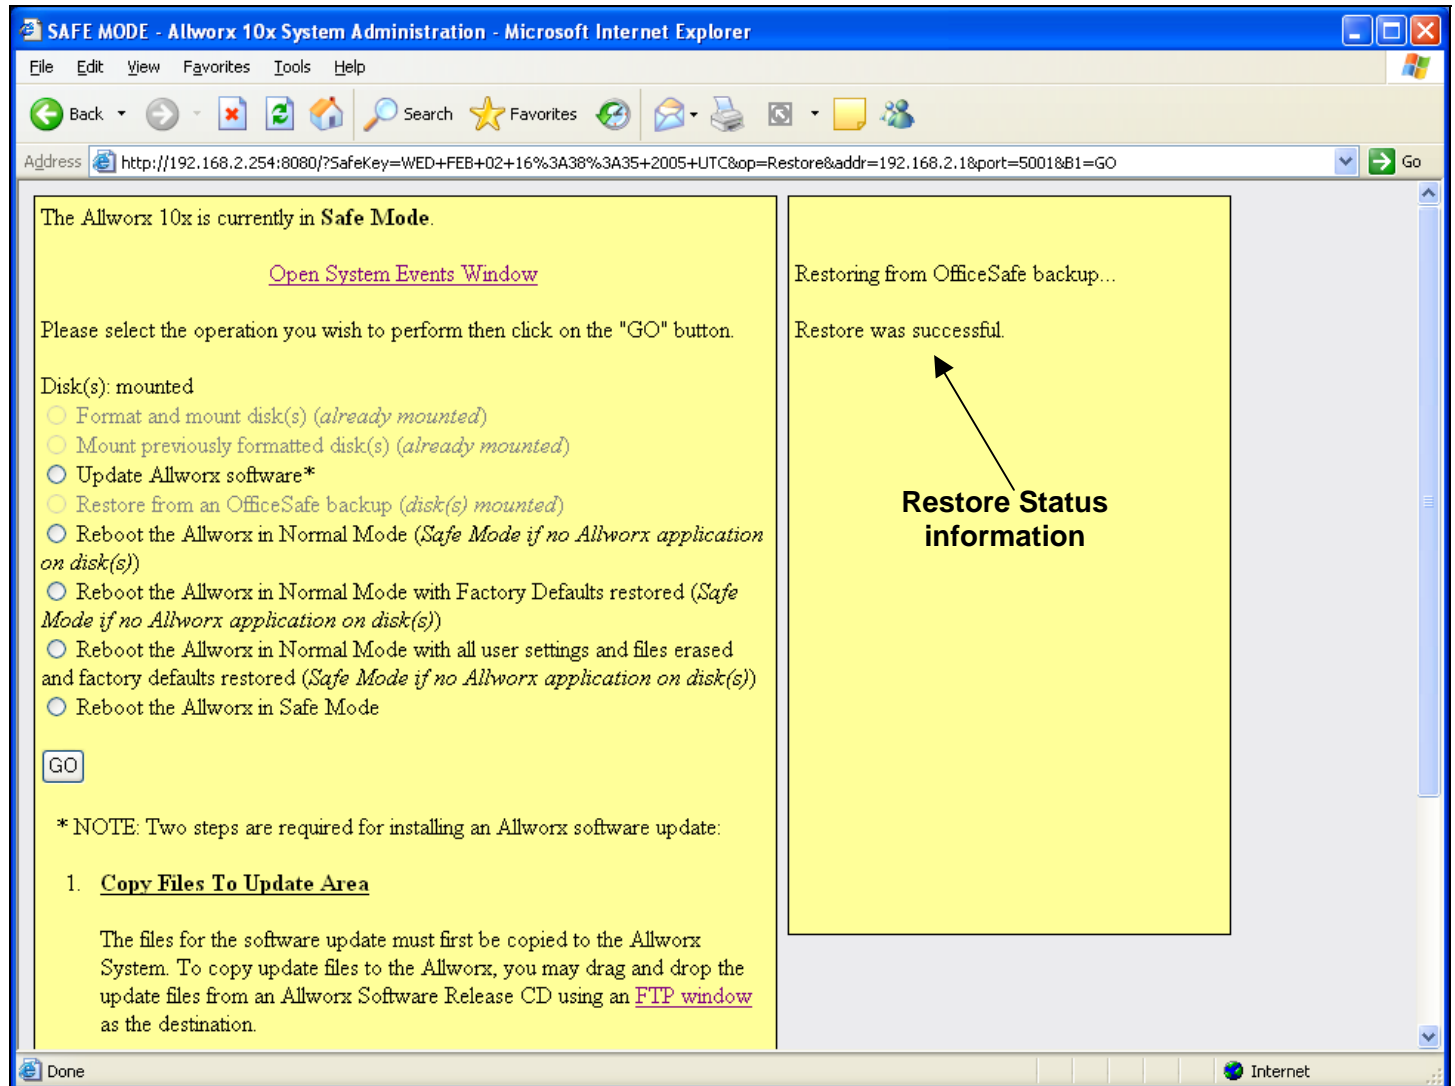 SAFE MODE - Allworx 10x System Administration - Microsoft Internet Explorer
File Edit View Favorites Tools Help
Back Search Favorites
Address http://192.168.2.254:8080/?SafeKey=WED+FEB+02+16%3A38%3A35+2005+UTC&op=Restore&addr=192.168.2.1&port=5001&B1=GO Go
The Allworx 10x is currently in Safe Mode.
Open System Events Window
Please select the operation you wish to perform then click on the "GO" button.
Disk(s): mounted
Format and mount disk(s) (already mounted)
Mount previously formatted disk(s) (already mounted)
Update Allworx software*
Restore from an OfficeSafe backup (disk(s) mounted)
Reboot the Allworx in Normal Mode (Safe Mode if no Allworx application
on disk(s))
Reboot the Allworx in Normal Mode with Factory Defaults restored (Safe
Mode if no Allworx application on disk(s))
Reboot the Allworx in Normal Mode with all user settings and files erased
and factory defaults restored (Safe Mode if no Allworx application on disk(s))
Reboot the Allworx in Safe Mode
GO
* NOTE: Two steps are required for installing an Allworx software update:
1. Copy Files To Update Area
The files for the software update must first be copied to the Allworx
System. To copy update files to the Allworx, you may drag and drop the
update files from an Allworx Software Release CD using an FTP window
as the destination.
Restoring from OfficeSafe backup...
Restore was successful.
Restore Status
information
Done
Internet